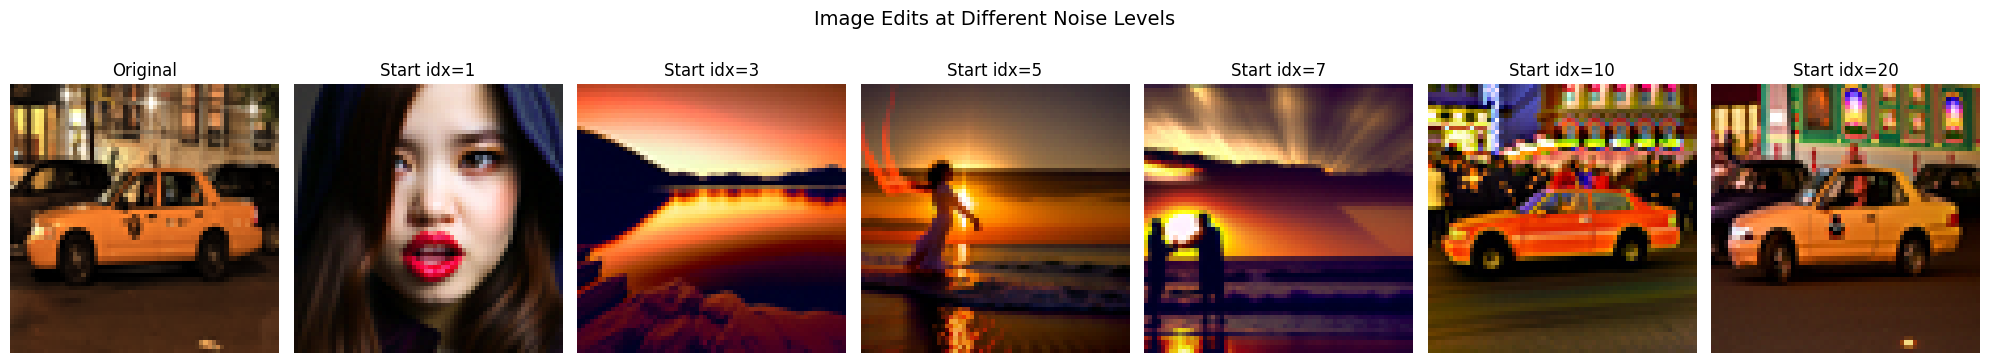 Image Edits at Different Noise Levels
Original
Start idx=1
Start idx=3
Start idx=5
Start idx=7
Start idx=10
Start idx=20